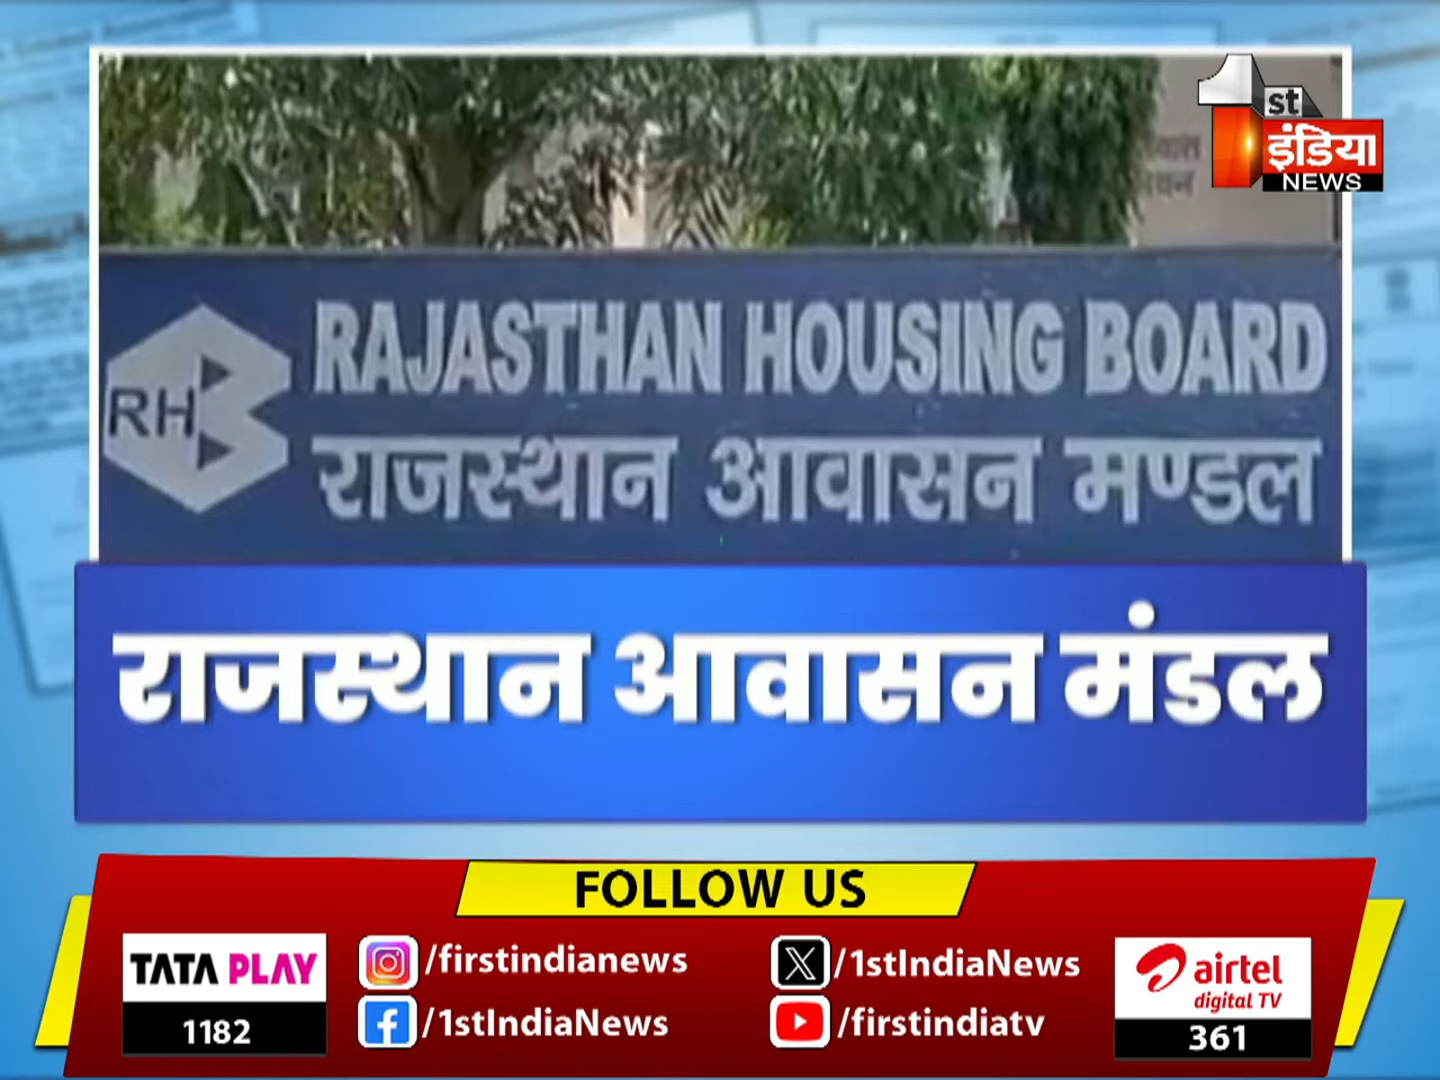 1st
इंडिया
NEWS
RH
RAJASTHAN HOUSING BOARD
राजस्थान आवासन मण्डल
राजस्थान आवासन मंडल
FOLLOW US
TATA PLAY
1182
/firstindianews
/1stIndiaNews
/1stIndiaNews
/firstindiatv
airtel
digital TV
361